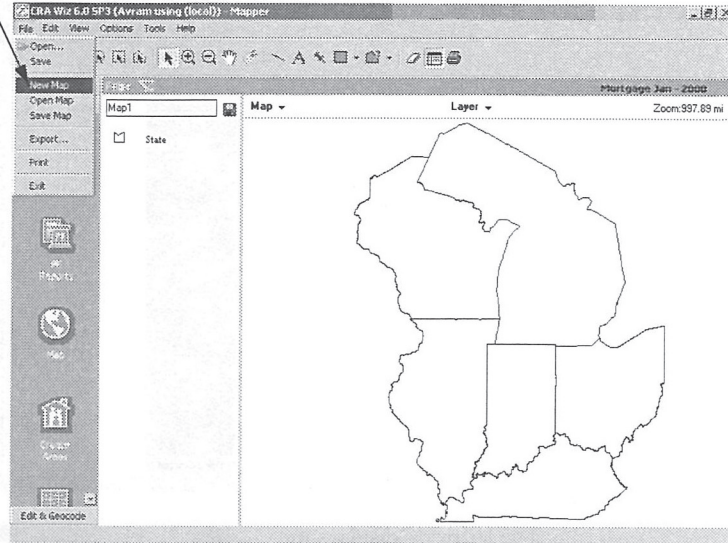 CRA Wiz 6.0 SP3 (Avram using (local)) - Mapper
File Edit View Options Tools Help
Open...
Save
New Map
Open Map
Save Map
Export...
Print
Exit
Mortgage Jan - 2000
Map1
Map
Layer
Zoom:997.89 mi
State
Reports
Map
Create
Edit & Geocode